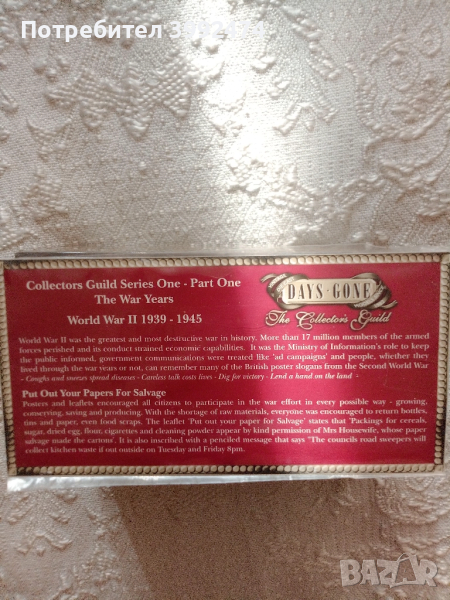 Потребител
Collectors Guild Series One - Part One
The War Years
World War II 1939 - 1945
DAYS · GONE
The Collector's Guild
World War II was the greatest and most destructive war in history. More than 17 million members of the armed
forces perished and its conduct strained economic capabilities. It was the Ministry of Information's role to keep
the public informed, government communications were treated like 'ad campaigns' and people, whether they
lived through the war years or not, can remember many of the British poster slogans from the Second World War
- Coughs and sneezes spread diseases - Careless talk costs lives - Dig for victory - Lend a hand on the land -
Put Out Your Papers For Salvage
Posters and leaflets encouraged all citizens to participate in the war effort in every possible way - growing,
conserving, saving and producing. With the shortage of raw materials, everyone was encouraged to return bottles,
tins and paper, even food scraps. The leaflet 'Put out your paper for Salvage' states that 'Packings for cereals,
sugar, dried egg, flour, cigarettes and cleaning powder appear by kind permission of Mrs Housewife, whose paper
salvage made the cartons'. It is also inscribed with a penciled message that says "The councils road sweepers will
collect kitchen waste if out outside on Tuesday and Friday 8pm.
BAZAR